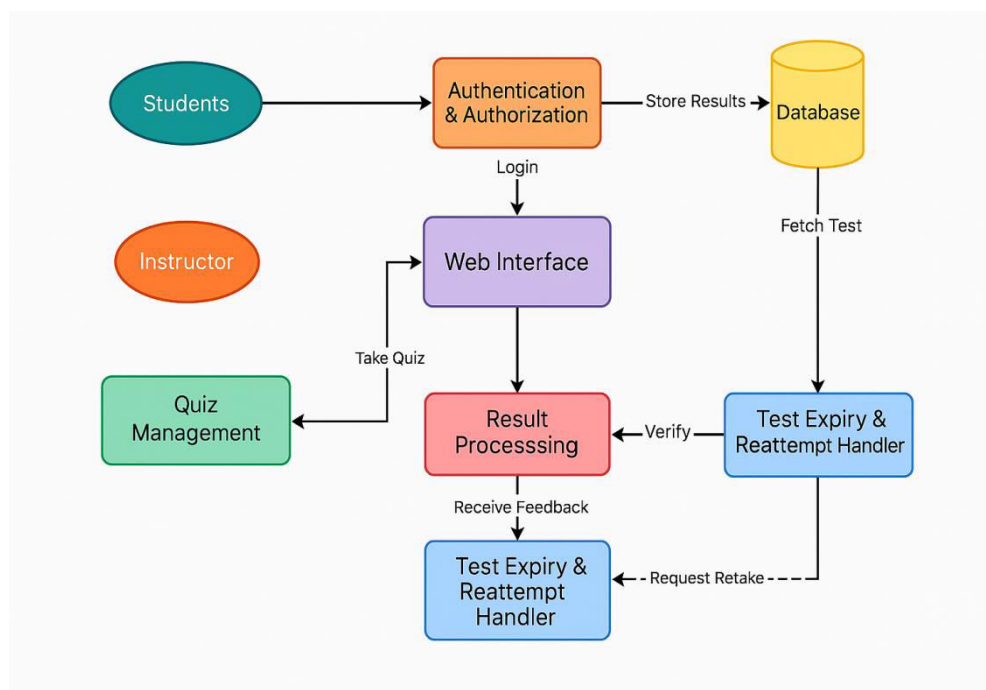 Students
Authentication
& Authorization
Store Results
Database
Login
Fetch Test
Instructor
Web Interface
Take Quiz
Quiz
Management
Result
Processsing
Verify
Test Expiry &
Reattempt Handler
Receive Feedback
Test Expiry &
Reattempt
Handler
Request Retake